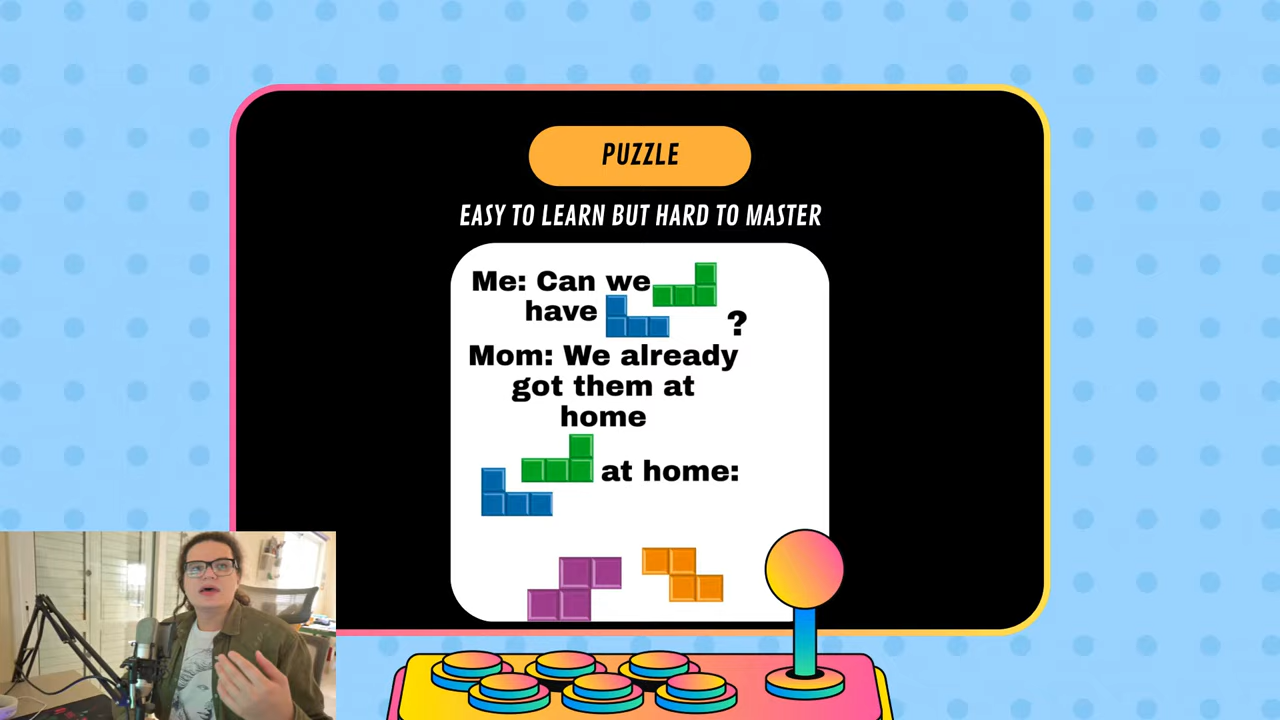 PUZZLE
EASY TO LEARN BUT HARD TO MASTER
Me: Can we
have ?
Mom: We already
got them at
home
at home: